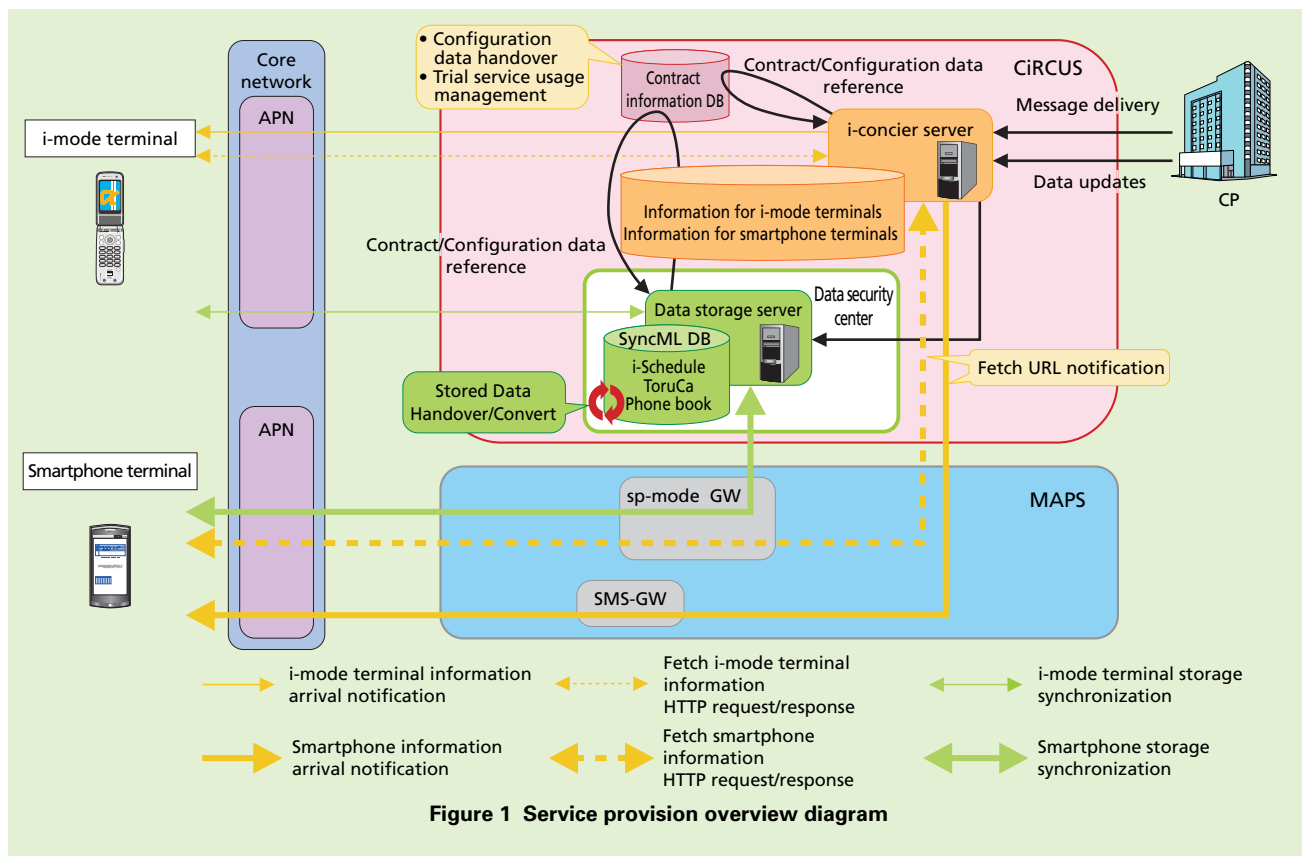 • Configuration
data handover
• Trial service usage
management
Core
network
APN
i-mode terminal
Contract
information DB
Contract/Configuration data
reference
CiRCUS
i-concier server
Message delivery
Data updates
CP
Information for i-mode terminals
Information for smartphone terminals
Contract/Configuration data
reference
Data storage server
Data security
center
SyncML DB
i-Schedule
ToruCa
Phone book
Stored Data
Handover/Convert
Fetch URL notification
APN
Smartphone terminal
sp-mode GW
MAPS
SMS-GW
i-mode terminal information
arrival notification
Fetch i-mode terminal
information
HTTP request/response
i-mode terminal storage
synchronization
Smartphone information
arrival notification
Fetch smartphone
information
HTTP request/response
Smartphone storage
synchronization
Figure 1 Service provision overview diagram